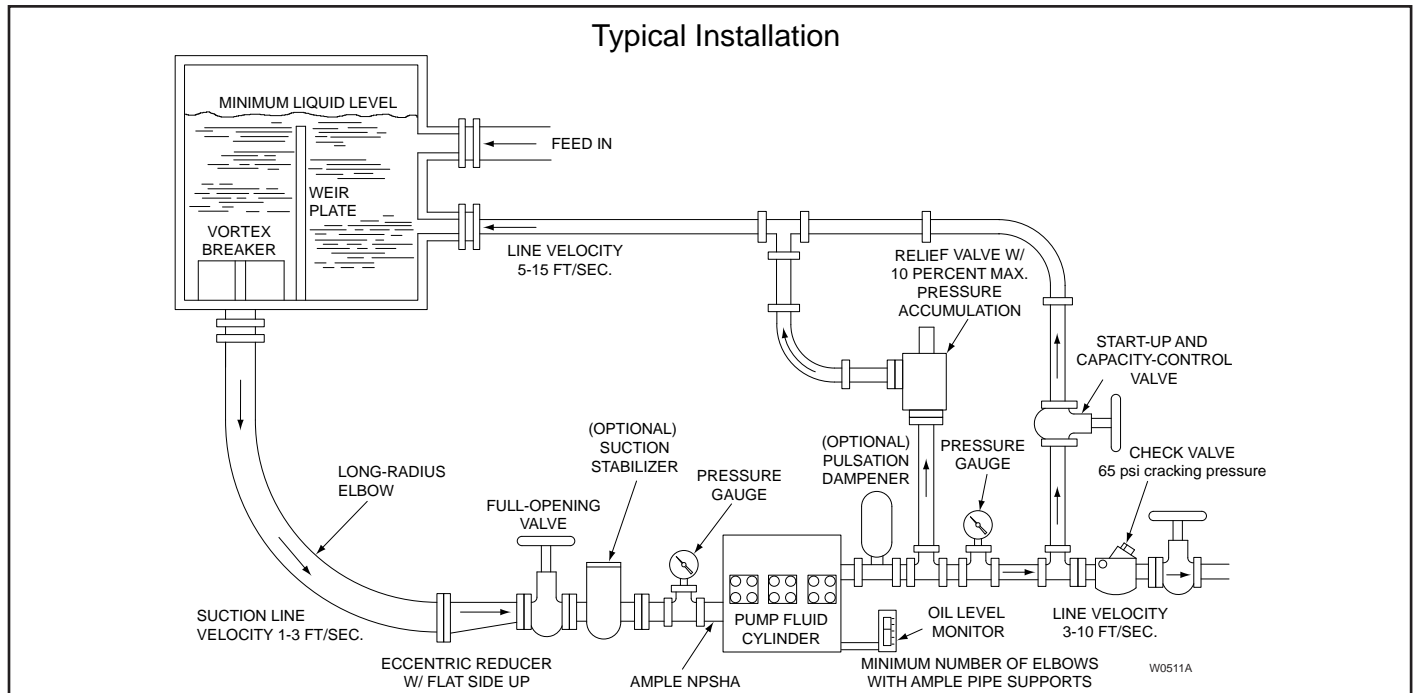 Typical Installation
MINIMUM LIQUID LEVEL
FEED IN
WEIR
PLATE
VORTEX
BREAKER
LINE VELOCITY
5-15 FT/SEC.
RELIEF VALVE W/
10 PERCENT MAX.
PRESSURE
ACCUMULATION
START-UP AND
CAPACITY-CONTROL
VALVE
(OPTIONAL)
SUCTION
STABILIZER
(OPTIONAL)
PULSATION
DAMPENER
PRESSURE
GAUGE
CHECK VALVE
65 psi cracking pressure
LONG-RADIUS
ELBOW
PRESSURE
GAUGE
FULL-OPENING
VALVE
SUCTION LINE
VELOCITY 1-3 FT/SEC.
PUMP FLUID
CYLINDER
OIL LEVEL
MONITOR
LINE VELOCITY
3-10 FT/SEC.
ECCENTRIC REDUCER
W/ FLAT SIDE UP
AMPLE NPSHA
MINIMUM NUMBER OF ELBOWS
WITH AMPLE PIPE SUPPORTS
W0511A